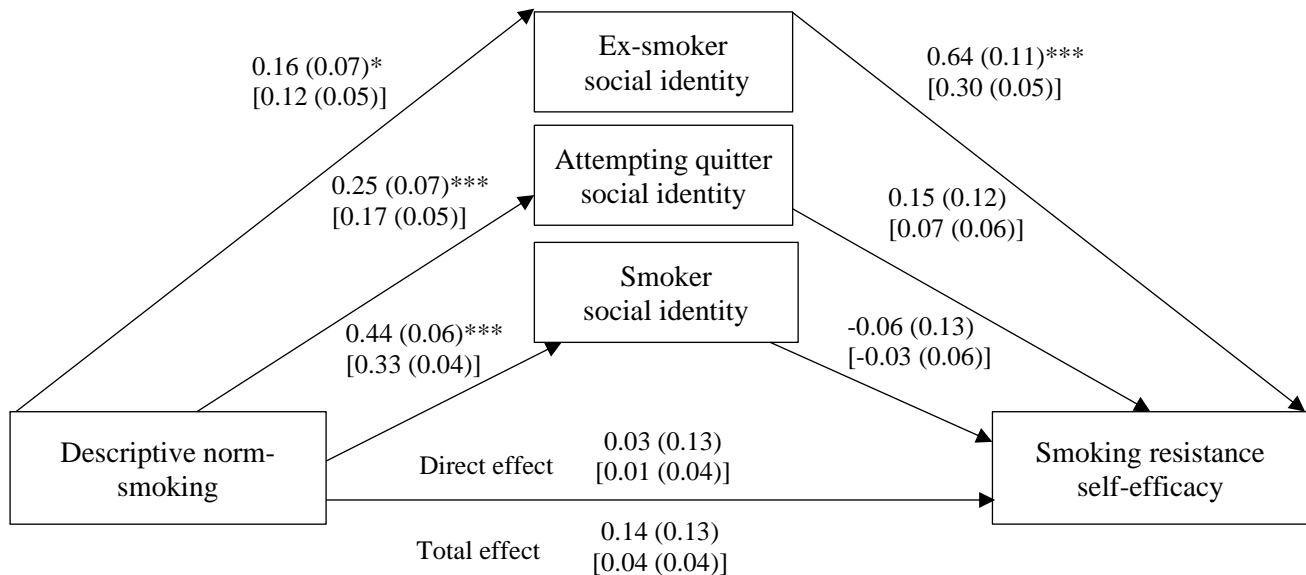 0.16 (0.07)*
[0.12 (0.05)]
Ex-smoker
social identity
0.64 (0.11)***
[0.30 (0.05)]
0.25 (0.07)***
[0.17 (0.05)]
Attempting quitter
social identity
0.15 (0.12)
[0.07 (0.06)]
0.44 (0.06)***
[0.33 (0.04)]
Smoker
social identity
-0.06 (0.13)
[-0.03 (0.06)]
Descriptive norm-
smoking
Direct effect
0.03 (0.13)
[0.01 (0.04)]
Total effect
0.14 (0.13)
[0.04 (0.04)]
Smoking resistance
self-efficacy